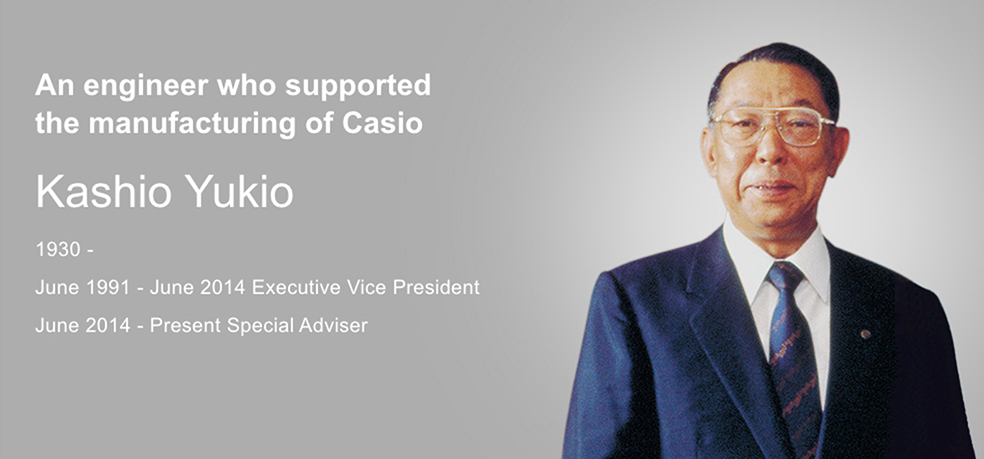 An engineer who supported
the manufacturing of Casio
Kashio Yukio
1930 -
June 1991 - June 2014 Executive Vice President
June 2014 - Present Special Adviser